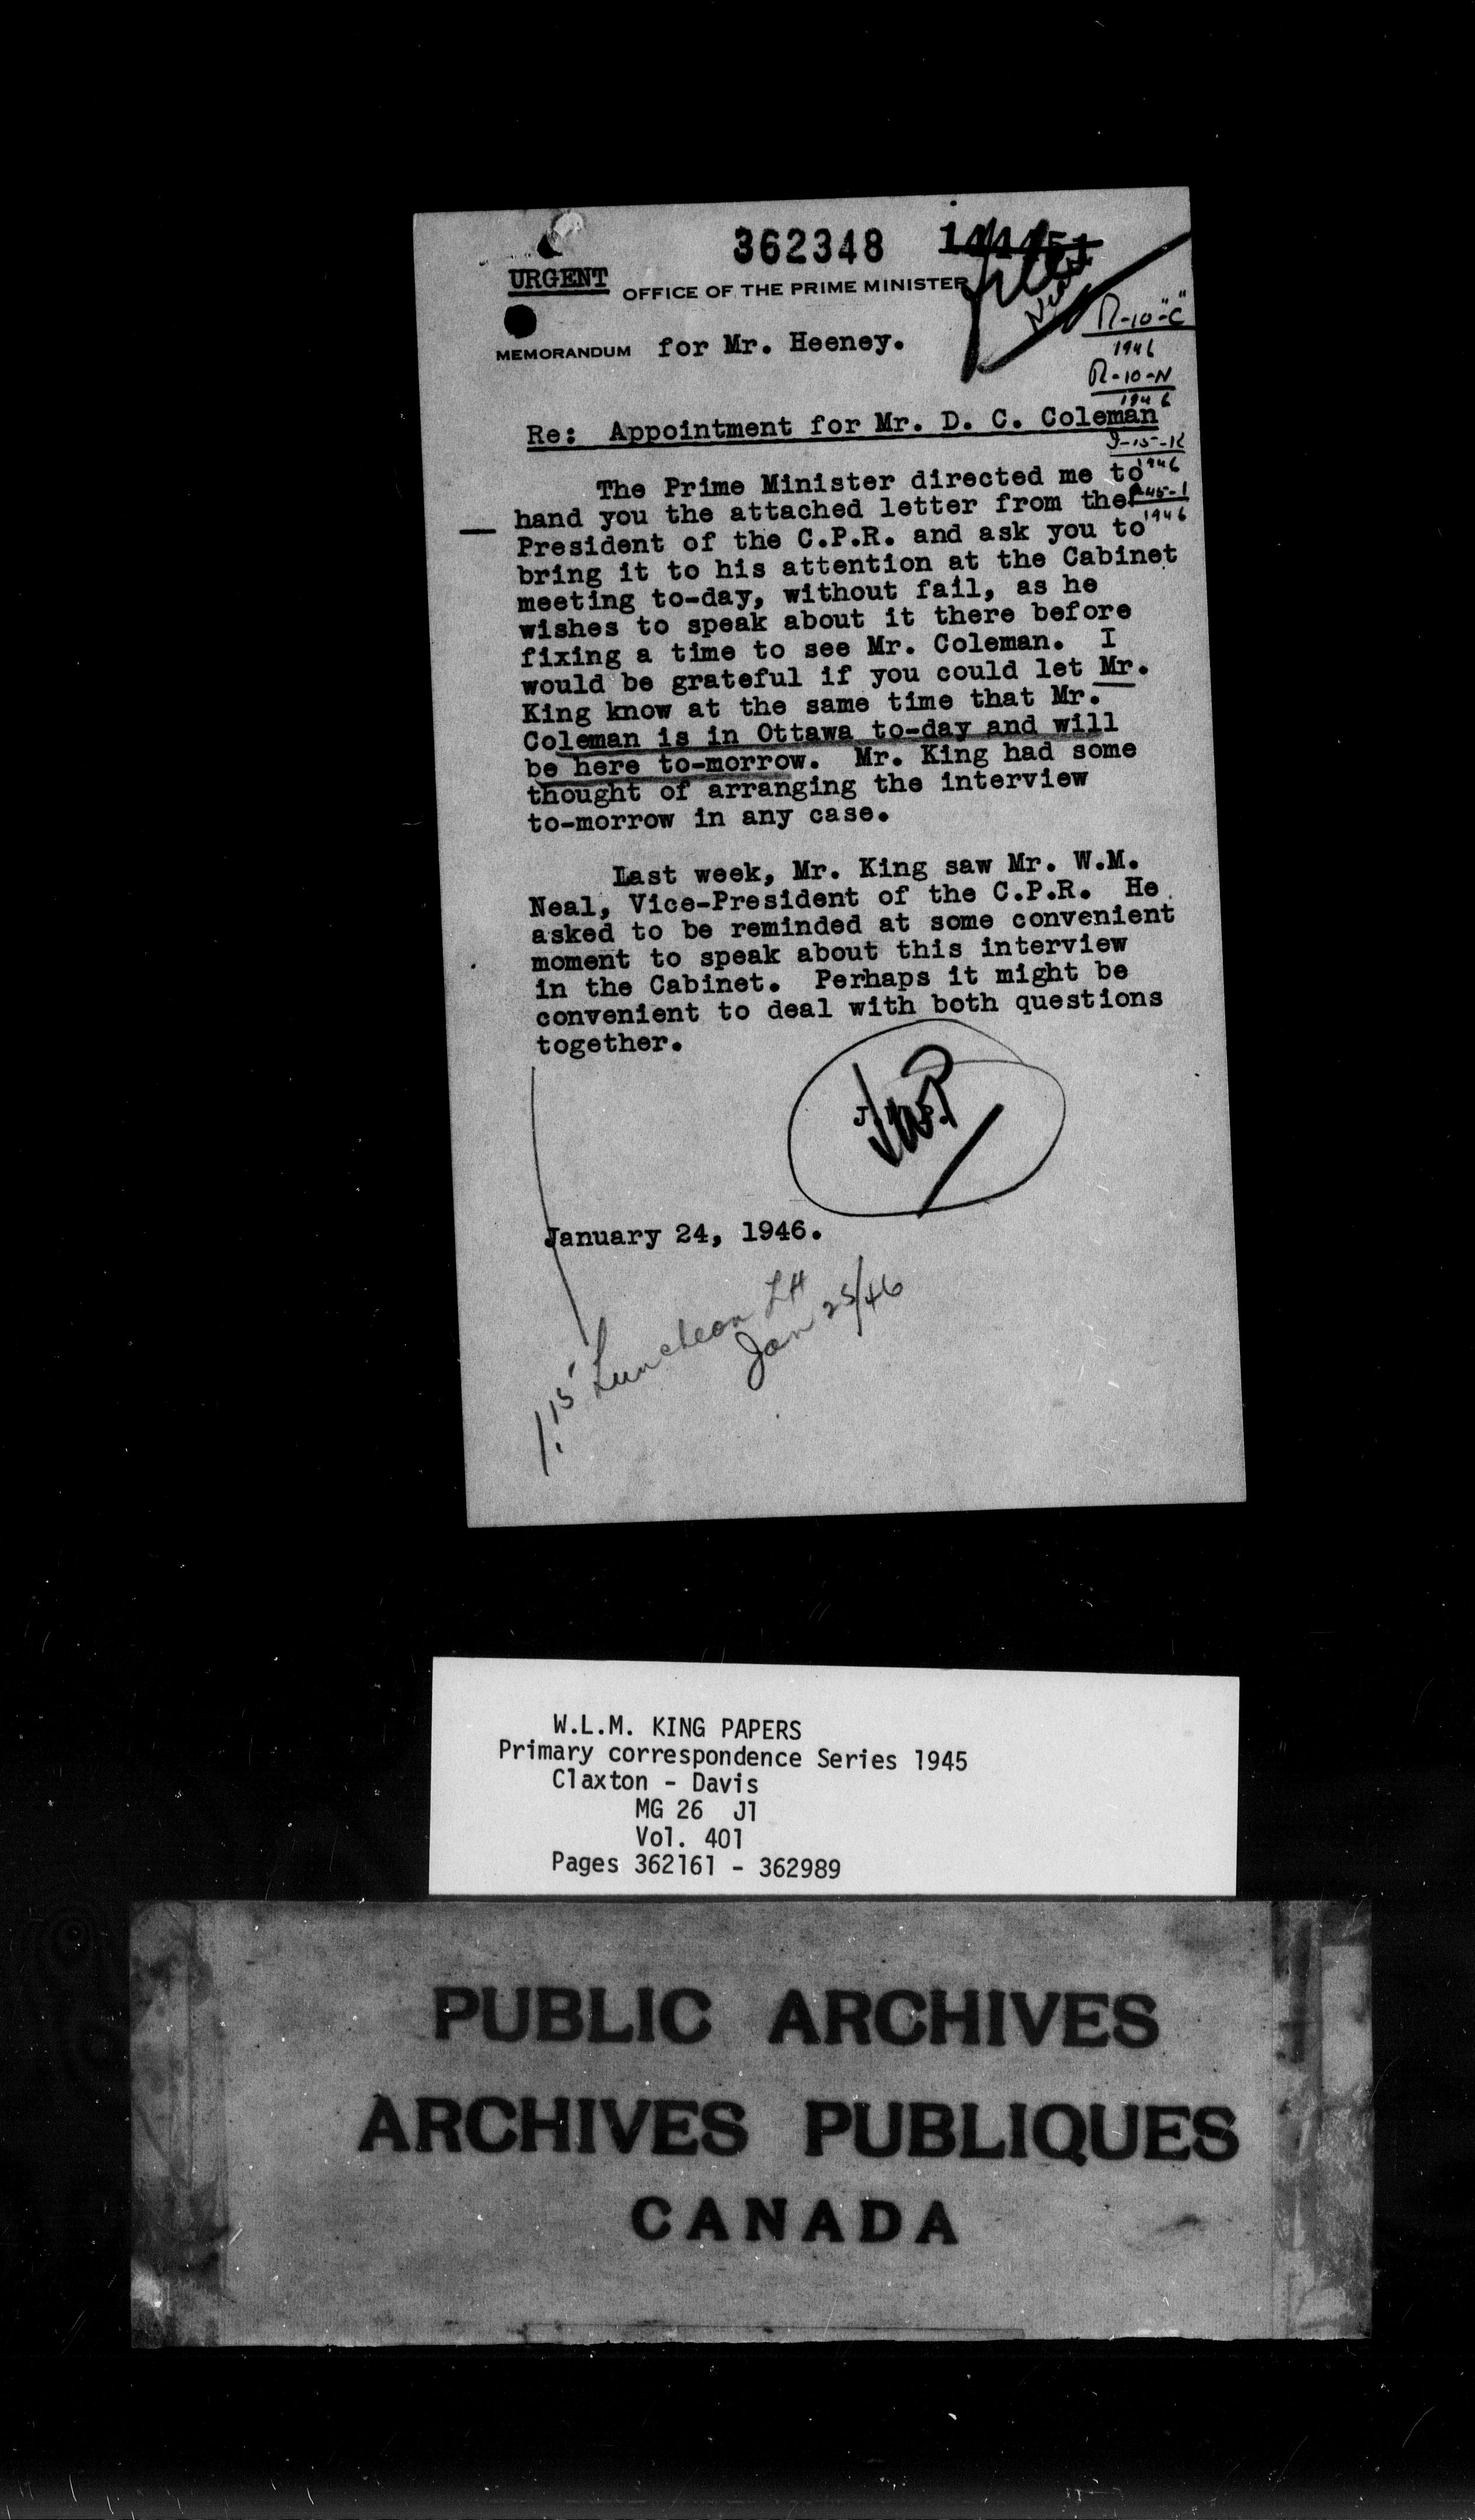 362348
URGENT
OFFICE OF THE PRIME MINISTER
Files
R-10-"C"
1946
MEMORANDUM for Mr. Heeney.
R-10-N
1946
Re: Appointment for Mr. D. C. Coleman
1946
The Prime Minister directed me to
hand you the attached letter from the
1946
President of the C.P.R. and ask you to
bring it to his attention at the Cabinet
meeting to-day, without fail, as he
wishes to speak about it there before
fixing a time to see Mr. Coleman. I
would be grateful if you could let Mr.
King know at the same time that Mr.
Coleman is in Ottawa to-day and will
be here to-morrow. Mr. King had some
thought of arranging the interview
to-morrow in any case.
Last week, Mr. King saw Mr. W.M.
Neal, Vice-President of the C.P.R. He
asked to be reminded at some convenient
moment to speak about this interview
in the Cabinet. Perhaps it might be
convenient to deal with both questions
together.
JWP
January 24, 1946.
1.15 Luncheon LH
Jan 25/46
W.L.M. KING PAPERS
Primary correspondence Series 1945
Claxton - Davis
MG 26 J1
Vol. 401
Pages 362161 - 362989
PUBLIC ARCHIVES
ARCHIVES PUBLIQUES
CANADA